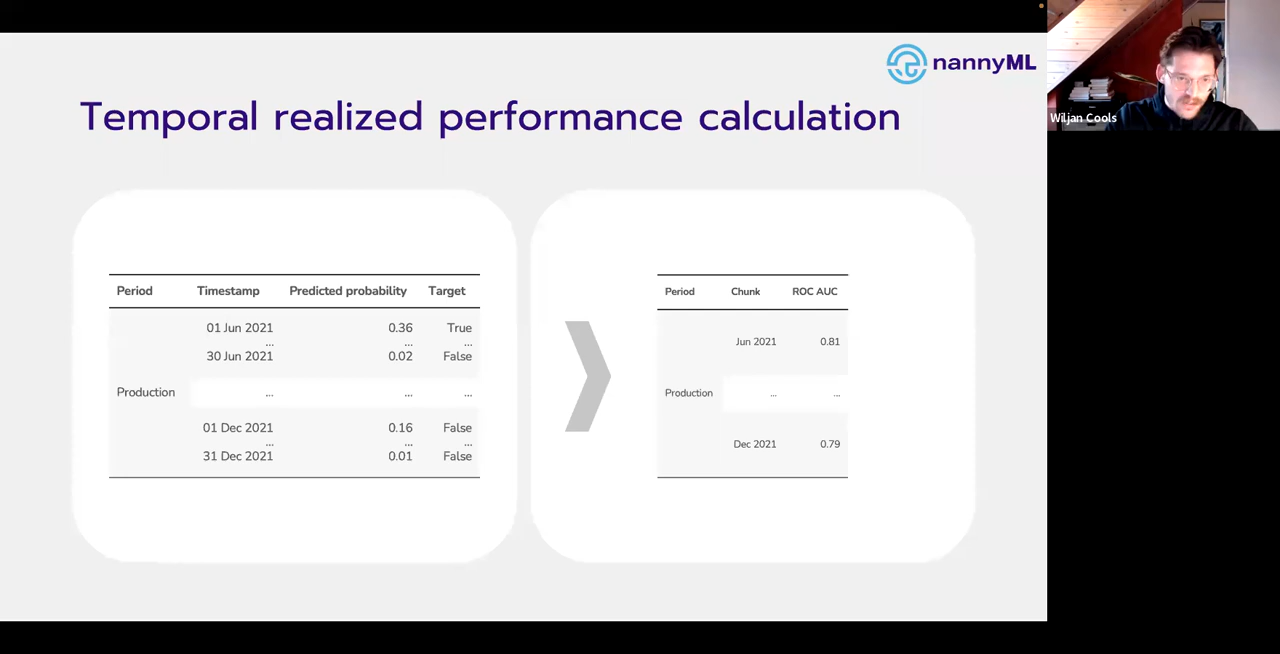 nannyML
Temporal realized performance calculation
Wiljan Cools
Period Timestamp Predicted probability Target
01 Jun 2021 0.36 True
... ... ...
30 Jun 2021 0.02 False
Production ... ... ...
01 Dec 2021 0.16 False
... ... ...
31 Dec 2021 0.01 False
Period Chunk ROC AUC
Jun 2021 0.81
Production ... ...
Dec 2021 0.79